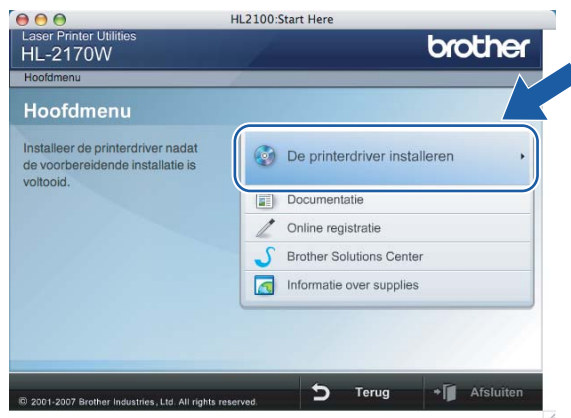 HL2100:Start Here
Laser Printer Utilities
HL-2170W
brother
Hoofdmenu
Hoofdmenu
Installeer de printerdriver nadat
de voorbereidende installatie is
voltooid.
De printerdriver installeren
Documentatie
Online registratie
Brother Solutions Center
Informatie over supplies
© 2001-2007 Brother Industries, Ltd. All rights reserved.
Terug
Afsluiten